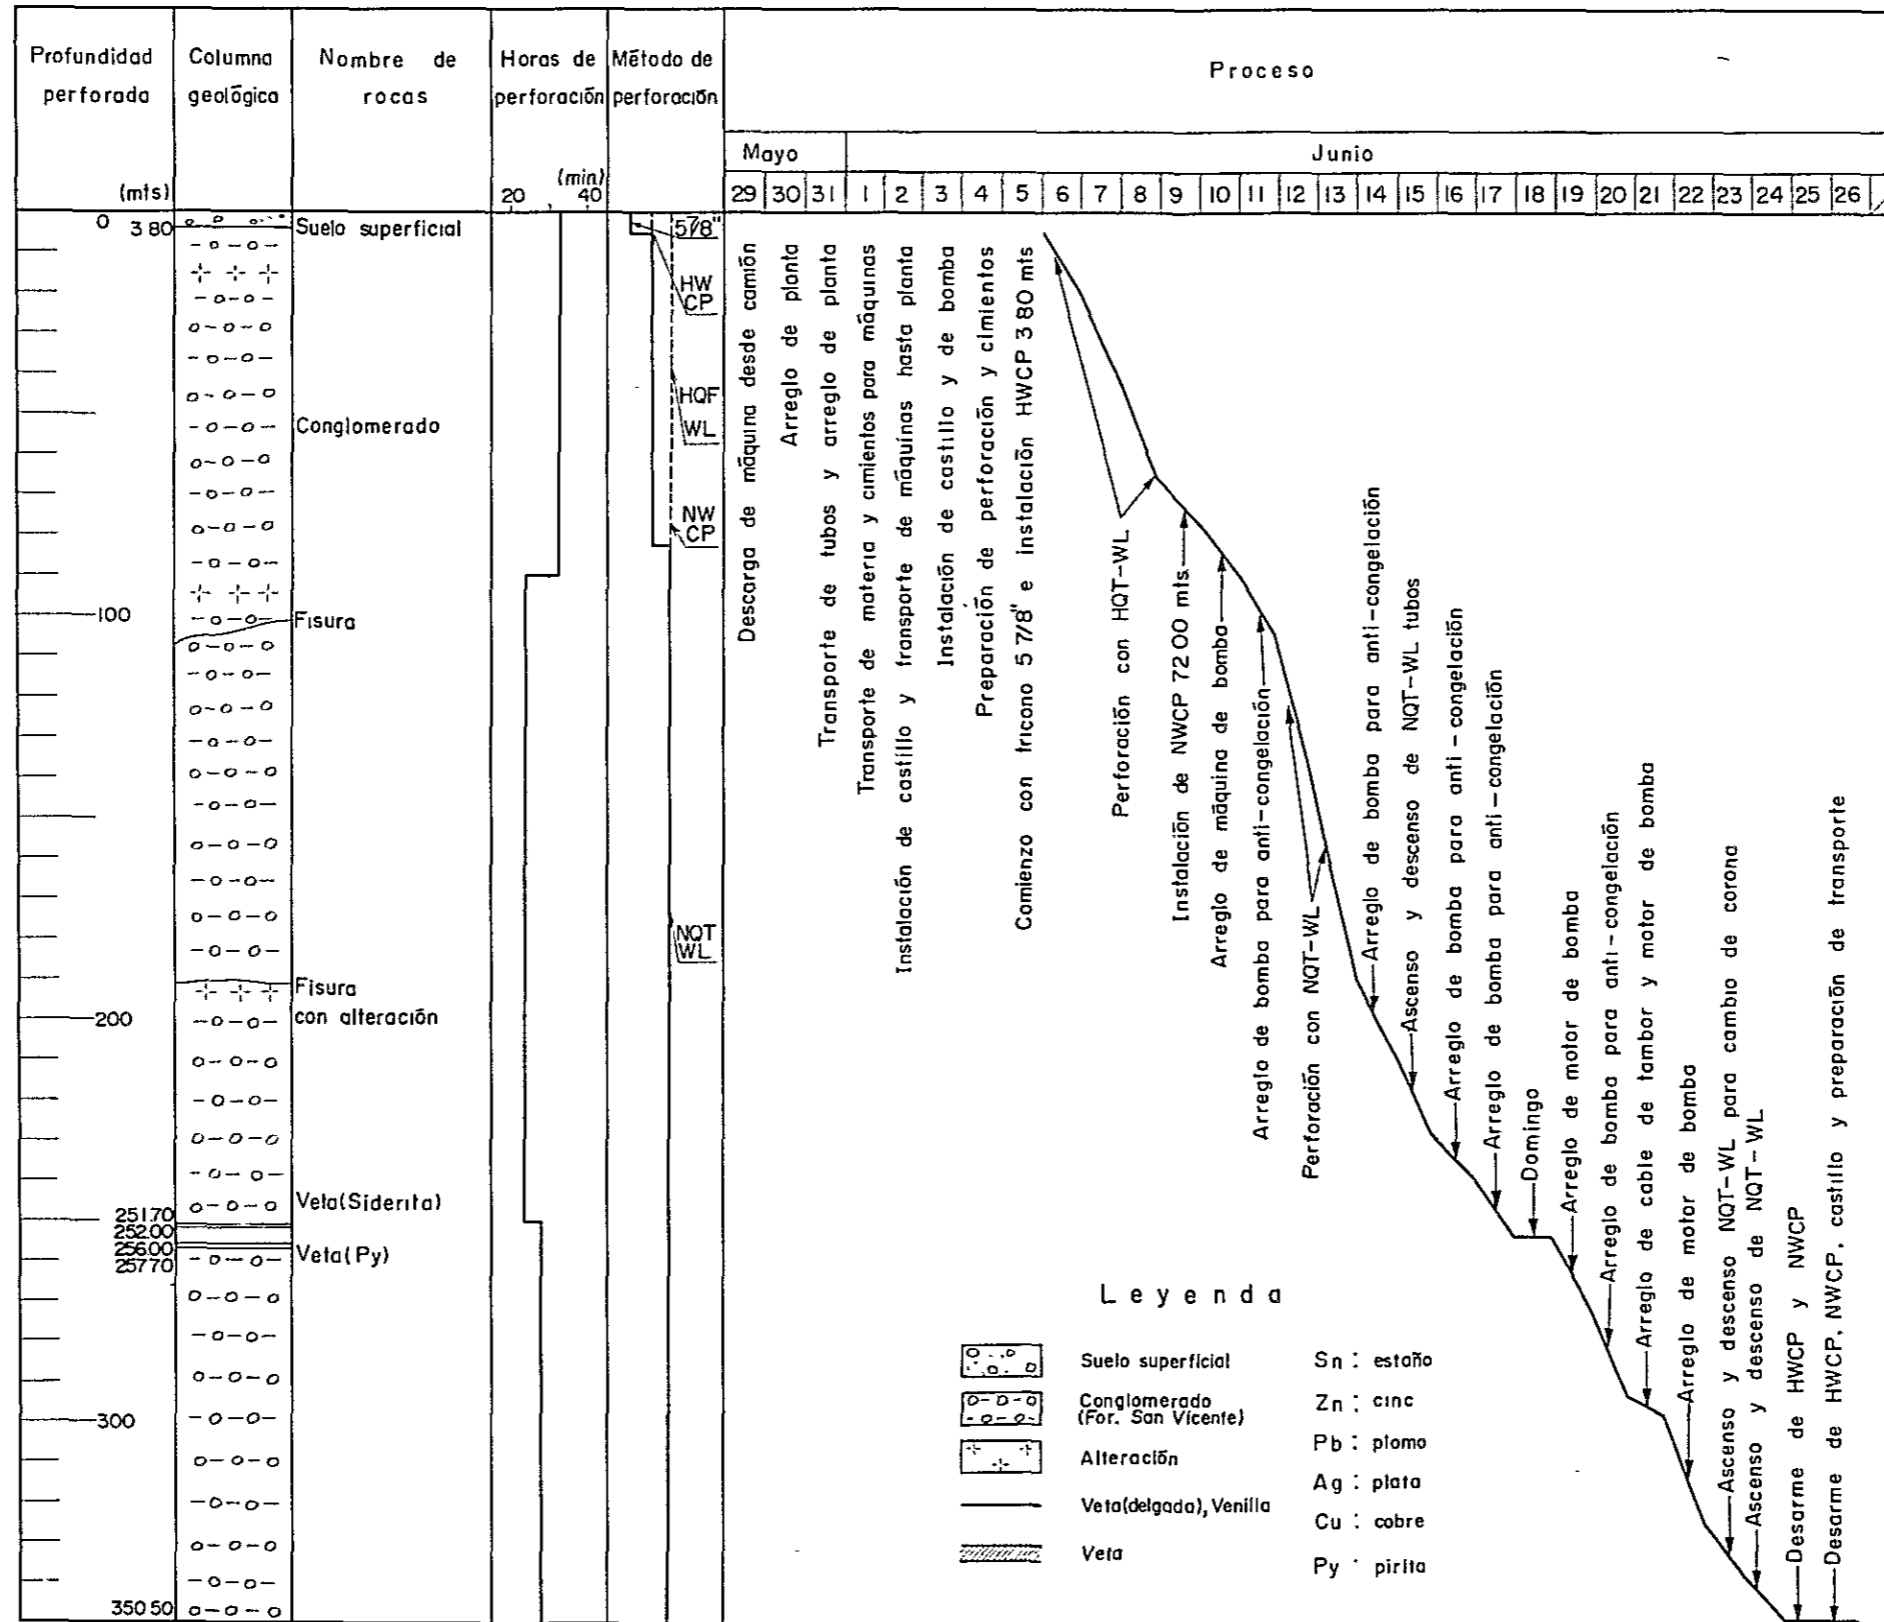 Profundidad perforada
(mts)
Columna geológica
Nombre de rocas
Horas de perforación
(min)
20 40
Método de perforación
Proceso
Mayo
Junio
29 30 31 1 2 3 4 5 6 7 8 9 10 11 12 13 14 15 16 17 18 19 20 21 22 23 24 25 26
0
3 80
100
200
251.70
252.00
256.00
257.70
300
350 50
Suelo superficial
Conglomerado
Fisura
Fisura
con alteración
Veta(Siderita)
Veta(Py)
5 7/8"
HW
CP
HQF
WL
NW
CP
NQT
WL
Descarga de máquina desde camión
Arreglo de planta
Transporte de tubos y arreglo de planta
Transporte de materia y cimientos para máquinas
Instalación de castillo y transporte de máquinas hasta planta
Instalación de castillo y de bomba
Preparación de perforación y cimientos
Comienzo con tricono 5 7/8" e instalación HWCP 3 80 mts
Perforación con HQT-WL
Instalación de NWCP 72 00 mts.
Arreglo de máquina de bomba
Arreglo de bomba para anti-congelación
Perforación con NQT-WL
Arreglo de bomba para anti-congelación
Ascenso y descenso de NQT-WL tubos
Arreglo de bomba para anti-congelación
Arreglo de bomba para anti-congelación
Domingo
Arreglo de motor de bomba
Arreglo de bomba para anti-congelación
Arreglo de cable de tambor y motor de bomba
Arreglo de motor de bomba
Ascenso y descenso NQT-WL para cambio de corona
Ascenso y descenso de NQT-WL
Desarme de HWCP y NWCP
Desarme de HWCP, NWCP, castillo y preparación de transporte
Leyenda
Suelo superficial
Conglomerado
(For. San Vicente)
Alteración
Veta(delgada), Venilla
Veta
Sn : estaño
Zn : cinc
Pb : plomo
Ag : plata
Cu : cobre
Py : pirita